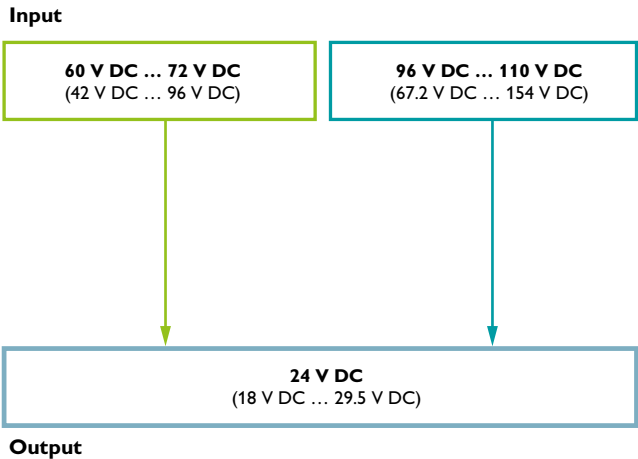 Input
60 V DC … 72 V DC
(42 V DC … 96 V DC)
96 V DC … 110 V DC
(67.2 V DC … 154 V DC)
24 V DC
(18 V DC … 29.5 V DC)
Output